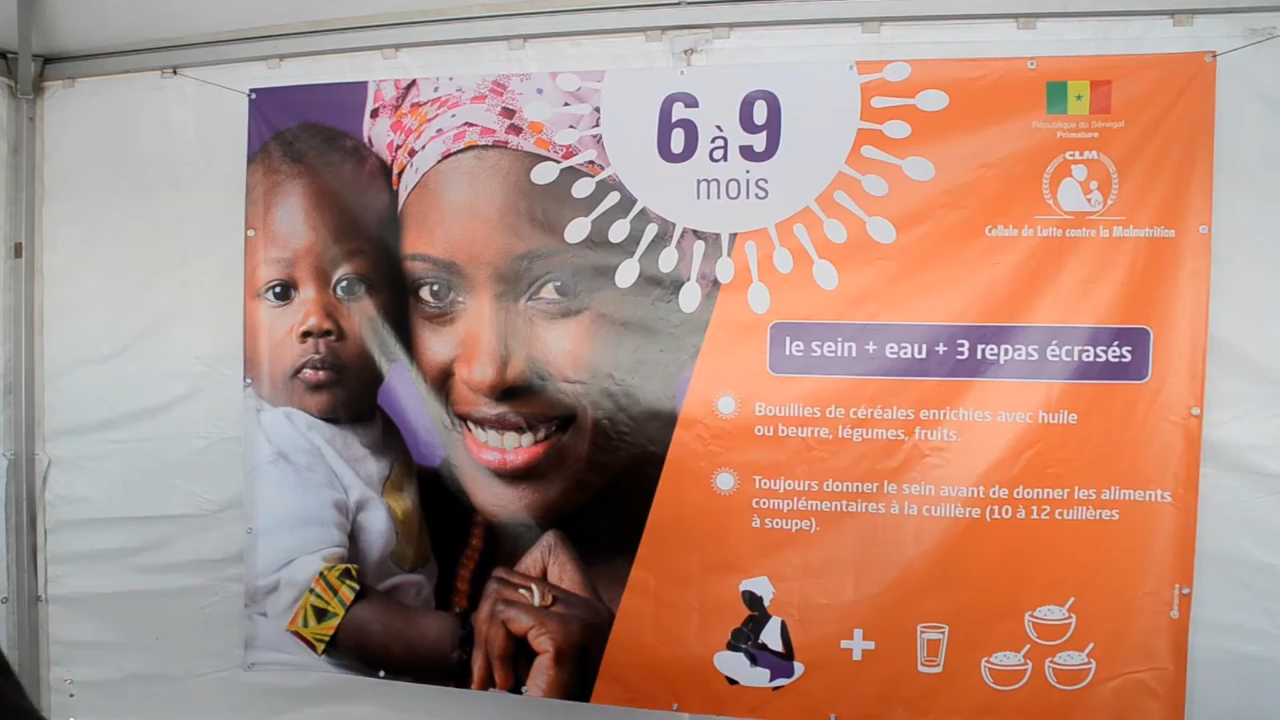 6 à 9
mois
République du Sénégal
Primature
CLM
Cellule de Lutte contre la Malnutrition
le sein + eau + 3 repas écrasés
Bouillies de céréales enrichies avec huile
ou beurre, légumes, fruits.
Toujours donner le sein avant de donner les aliments
complémentaires à la cuillère (10 à 12 cuillères
à soupe).
+